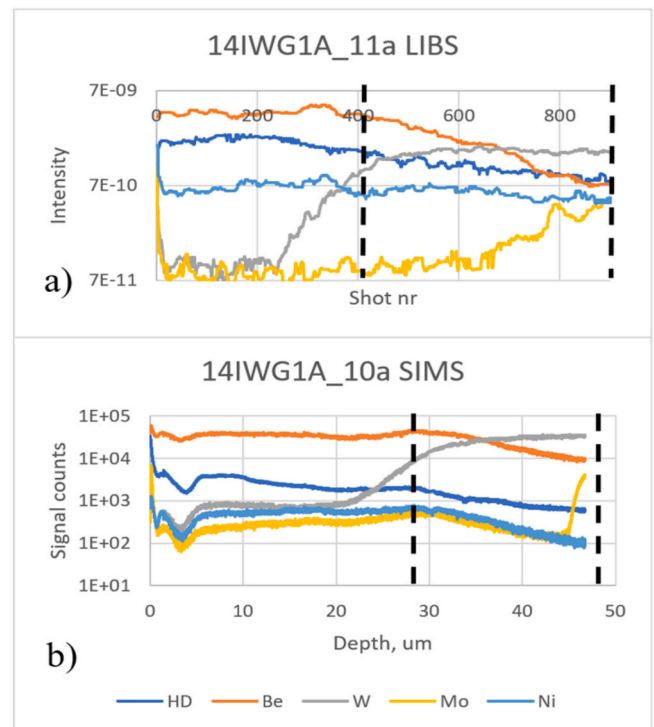 14IWG1A_11a LIBS
7E-09
0 200 400 600 800
Intensity
7E-10
7E-11
a)
Shot nr
14IWG1A_10a SIMS
1E+05
1E+04
Signal counts
1E+03
1E+02
1E+01
0 10 20 30 40 50
Depth, um
b)
HD Be W Mo Ni